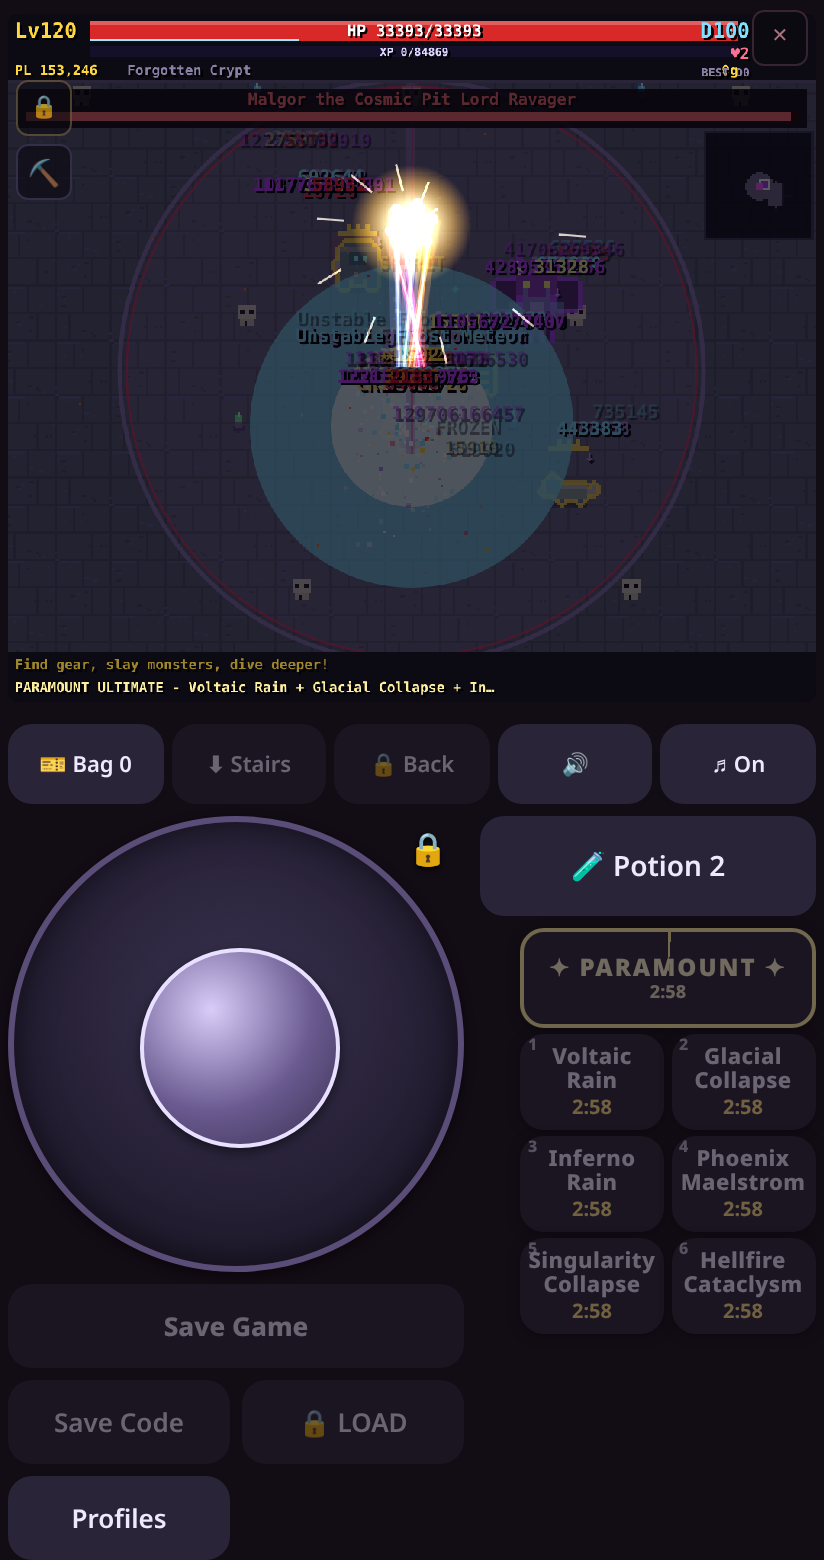 Lv120
HP 33393/33393
D100
XP 0/84869
♥2
PL 153,246
Forgotten Crypt
Malgor the Cosmic Pit Lord Ravager
31328
129706166457
735145
FROZEN
Find gear, slay monsters, dive deeper!
PARAMOUNT ULTIMATE - Voltaic Rain + Glacial Collapse + In…
Bag 0
⬇ Stairs
Back
♬ On
Potion 2
✦ PARAMOUNT ✦
2:58
1
Voltaic
Rain
2:58
2
Glacial
Collapse
2:58
3
Inferno
Rain
2:58
4
Phoenix
Maelstrom
2:58
5
Singularity
Collapse
2:58
6
Hellfire
Cataclysm
2:58
Save Game
Save Code
LOAD
Profiles